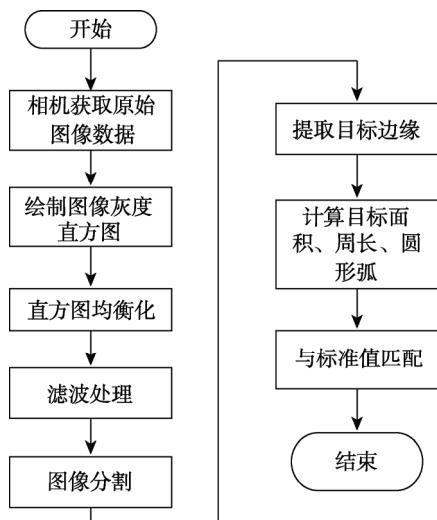 开始
相机获取原始
图像数据
绘制图像灰度
直方图
直方图均衡化
滤波处理
图像分割
提取目标边缘
计算目标面
积、周长、圆
形弧
与标准值匹配
结束